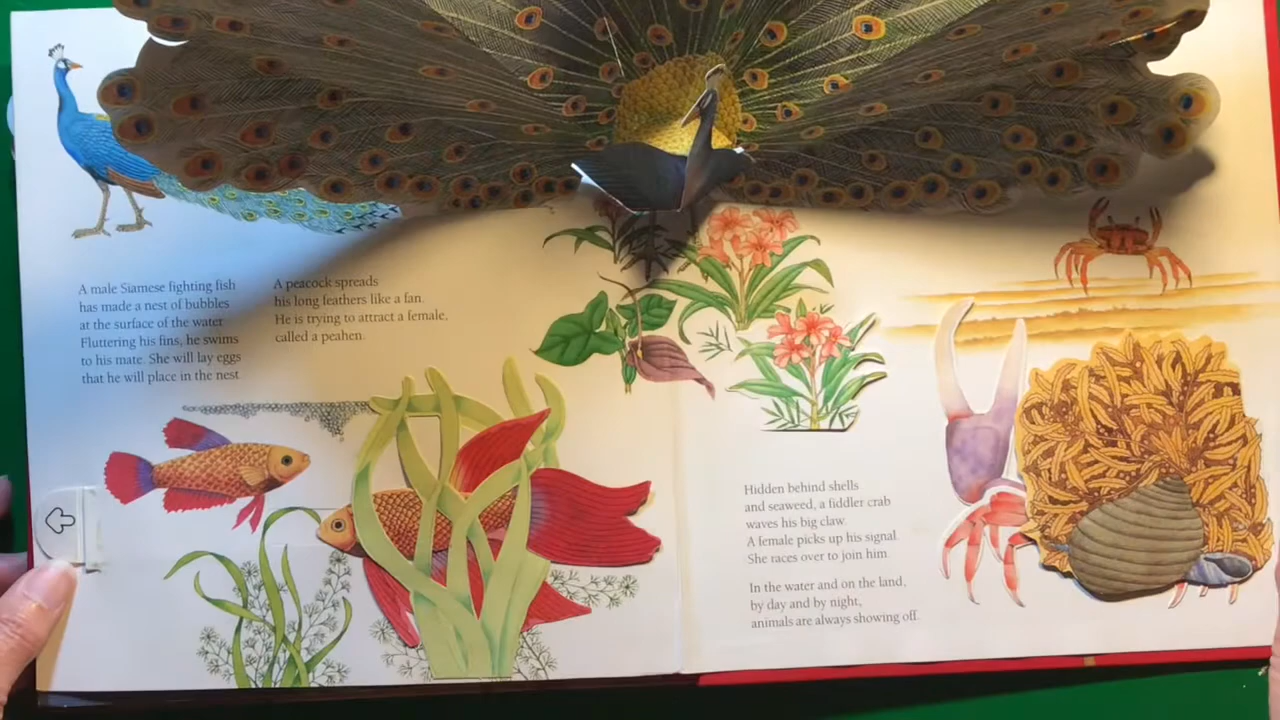 A male Siamese fighting fish
has made a nest of bubbles
at the surface of the water
Fluttering his fins, he swims
to his mate. She will lay eggs
that he will place in the nest
A peacock spreads
his long feathers like a fan.
He is trying to attract a female,
called a peahen.
Hidden behind shells
and seaweed, a fiddler crab
waves his big claw.
A female picks up his signal.
She races over to join him.
In the water and on the land,
by day and by night,
animals are always showing off.